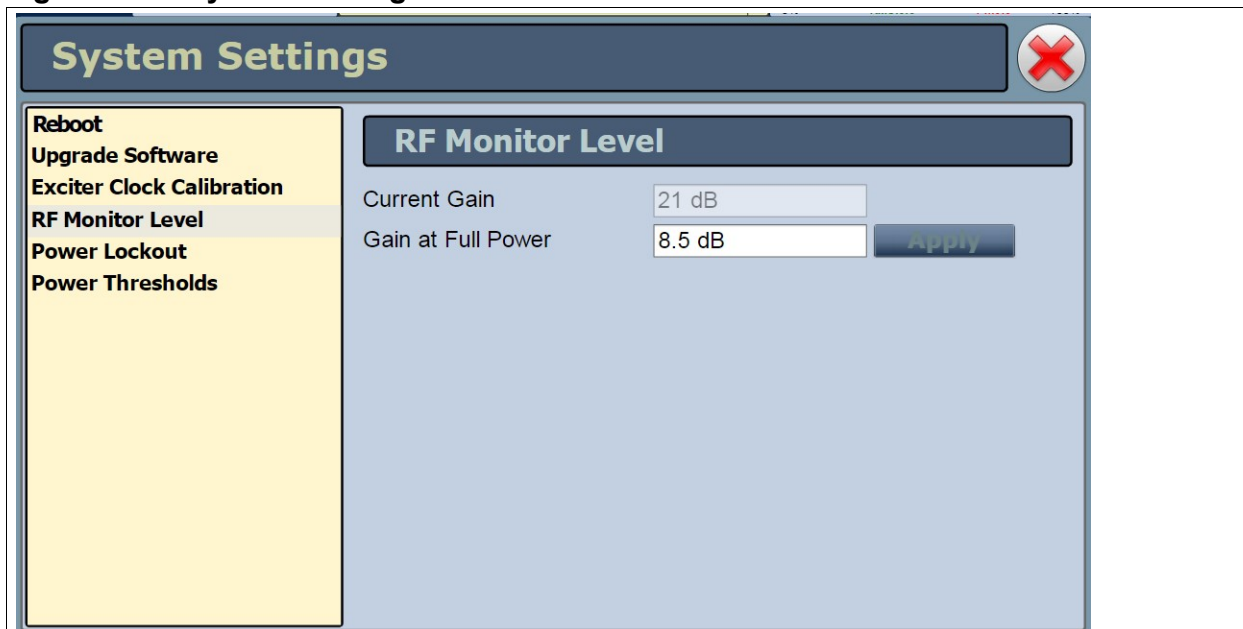 System Settings
Reboot
Upgrade Software
Exciter Clock Calibration
RF Monitor Level
Power Lockout
Power Thresholds
RF Monitor Level
Current Gain 21 dB
Gain at Full Power 8.5 dB Apply